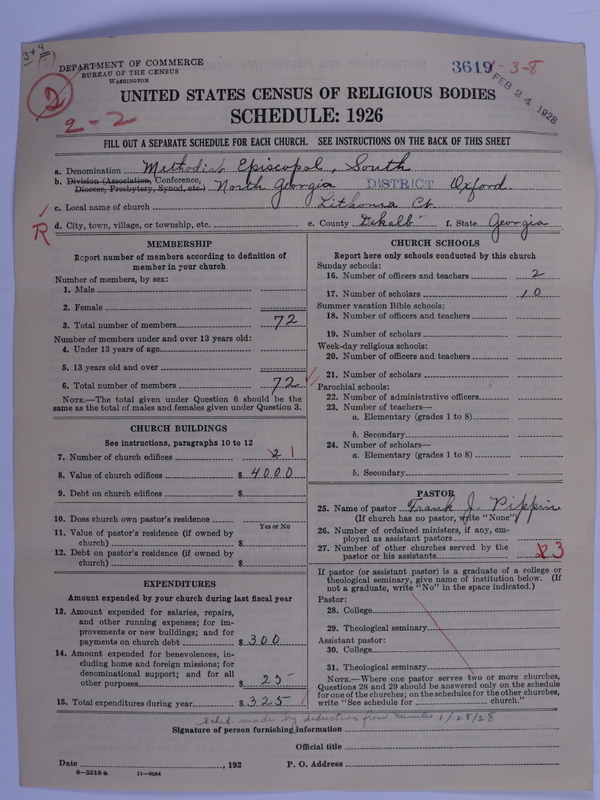 3+4
DEPARTMENT OF COMMERCE
BUREAU OF THE CENSUS
WASHINGTON
3619 - 3-8
FEB 24 1928
2
2-2
UNITED STATES CENSUS OF RELIGIOUS BODIES
SCHEDULE: 1926
FILL OUT A SEPARATE SCHEDULE FOR EACH CHURCH. SEE INSTRUCTIONS ON THE BACK OF THIS SHEET
a. Denomination Methodist Episcopal, South
b. Division (Association, Conference, Diocese, Presbytery, Synod, etc.) North Georgia DISTRICT Oxford.
c. Local name of church Lithonia Ct.
R
d. City, town, village, or township, etc. e. County Dekalb f. State Georgia
MEMBERSHIP
Report number of members according to definition of
member in your church
Number of members, by sex:
1. Male
2. Female
3. Total number of members 72
Number of members under and over 13 years old:
4. Under 13 years of age
5. 13 years old and over
6. Total number of members 72
NOTE.—The total given under Question 6 should be the
same as the total of males and females given under Question 3.
CHURCH BUILDINGS
See instructions, paragraphs 10 to 12
7. Number of church edifices 2 1
8. Value of church edifices $ 4000
9. Debt on church edifices $
10. Does church own pastor's residence
Yes or No
11. Value of pastor's residence (if owned by
church) $
12. Debt on pastor's residence (if owned by
church) $
EXPENDITURES
Amount expended by your church during last fiscal year
13. Amount expended for salaries, repairs,
and other running expenses; for im-
provements or new buildings; and for
payments on church debt $ 300
14. Amount expended for benevolences, in-
cluding home and foreign missions; for
denominational support; and for all
other purposes $ 25
15. Total expenditures during year $ 325
CHURCH SCHOOLS
Report here only schools conducted by this church
Sunday schools:
16. Number of officers and teachers 2
17. Number of scholars 10
Summer vacation Bible schools:
18. Number of officers and teachers
19. Number of scholars
Week-day religious schools:
20. Number of officers and teachers
21. Number of scholars
Parochial schools:
22. Number of administrative officers
23. Number of teachers—
a. Elementary (grades 1 to 8)
b. Secondary
24. Number of scholars—
a. Elementary (grades 1 to 8)
b. Secondary
PASTOR
25. Name of pastor Frank J. Pippin
(If church has no pastor, write "None")
26. Number of ordained ministers, if any, em-
ployed as assistant pastors
27. Number of other churches served by the
pastor or his assistants 3
If pastor (or assistant pastor) is a graduate of a college or
theological seminary, give name of institution below. (If
not a graduate, write "No" in the space indicated.)
Pastor:
28. College
29. Theological seminary
Assistant pastor:
30. College
31. Theological seminary
NOTE.—Where one pastor serves two or more churches,
Questions 28 and 29 should be answered only on the schedule
for one of the churches; on the schedules for the other churches,
write "See schedule for church."
Sched. made by deduction from Minutes 1/28/28
Signature of person furnishing information
Official title
Date , 192 P. O. Address
8—5518 a 11—9034